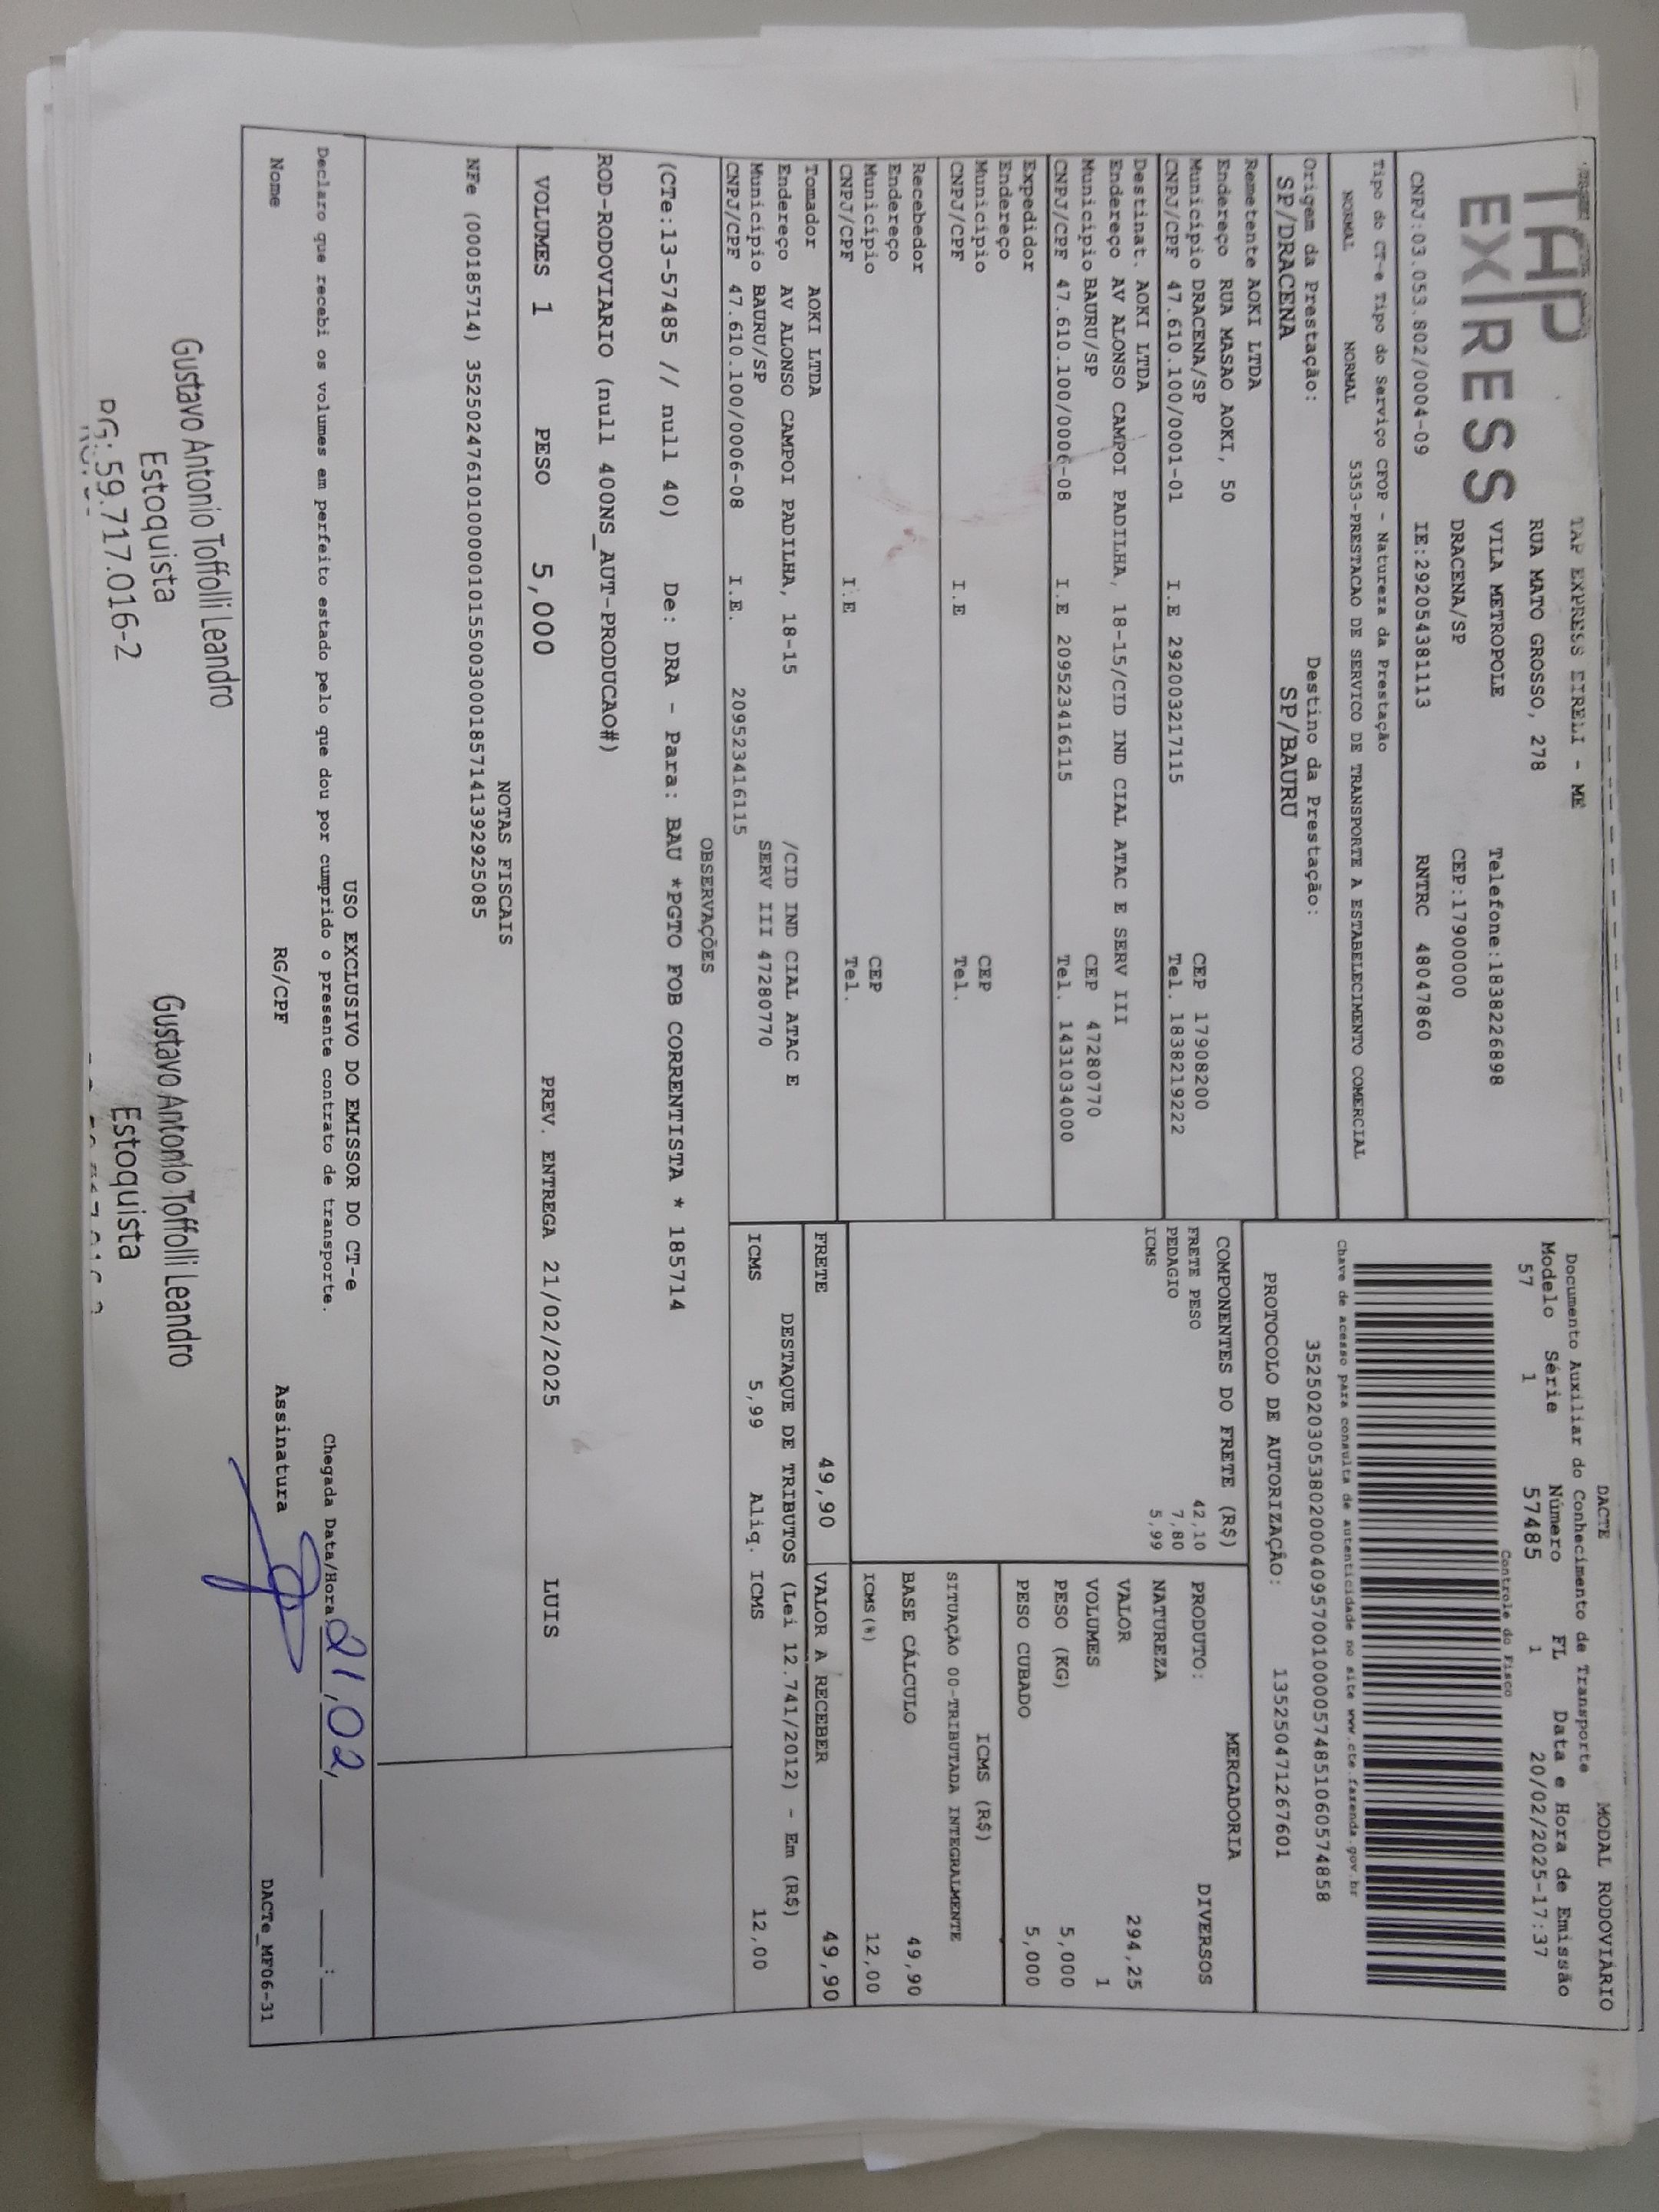 TAP
EXPRESS
TAP EXPRESS EIRELI - ME
RUA MATO GROSSO, 278
VILA METROPOLE Telefone:1838226898
DRACENA/SP CEP:17900000
CNPJ:03.053.802/0004-09 IE:292054381113 RNTRC 48047860
Tipo do CT-e Tipo do Serviço CFOP - Natureza da Prestação
NORMAL NORMAL 5353-PRESTACAO DE SERVICO DE TRANSPORTE A ESTABELECIMENTO COMERCIAL
Origem da Prestação: Destino da Prestação:
SP/DRACENA SP/BAURU
Remetente AOKI LTDA
Endereço RUA MASAO AOKI, 50
Município DRACENA/SP CEP 17908200
CNPJ/CPF 47.610.100/0001-01 I.E 292003217115 Tel. 1838219222
Destinat. AOKI LTDA
Endereço AV ALONSO CAMPOI PADILHA, 18-15/CID IND CIAL ATAC E SERV III
Município BAURU/SP CEP 47280770
CNPJ/CPF 47.610.100/0006-08 I.E 209523416115 Tel. 1431034000
Expedidor
Endereço
Município CEP
CNPJ/CPF I.E Tel.
Recebedor
Endereço
Município CEP
CNPJ/CPF I.E Tel.
Tomador AOKI LTDA
Endereço AV ALONSO CAMPOI PADILHA, 18-15 /CID IND CIAL ATAC E
Município BAURU/SP SERV III 47280770
CNPJ/CPF 47.610.100/0006-08 I.E. 209523416115
DACTE MODAL RODOVIÁRIO
Documento Auxiliar do Conhecimento de Transporte
Modelo Série Número FL Data e Hora de Emissão
57 1 57485 1 20/02/2025-17:37
Controle do Fisco
Chave de acesso para consulta de autenticidade no site www.cte.fazenda.gov.br
35250203053802000409570010000574851060574858
PROTOCOLO DE AUTORIZAÇÃO: 135250471267601
COMPONENTES DO FRETE (R$)
FRETE PESO 42,10
PEDAGIO 7,80
ICMS 5,99
MERCADORIA
PRODUTO: DIVERSOS
NATUREZA
VALOR 294,25
VOLUMES 1
PESO (KG) 5,000
PESO CUBADO 5,000
ICMS (R$)
SITUAÇÃO 00-TRIBUTADA INTEGRALMENTE
BASE CÁLCULO 49,90
ICMS(%) 12,00
FRETE 49,90 VALOR A RECEBER 49,90
DESTAQUE DE TRIBUTOS (Lei 12.741/2012) - Em (R$)
ICMS 5,99 Aliq. ICMS 12,00
OBSERVAÇÕES
(CTe:13-57485 // null 40) De: DRA - Para: BAU *PGTO FOB CORRENTISTA * 185714
ROD-RODOVIARIO (null 400NS_AUT-PRODUCAO#)
VOLUMES 1 PESO 5,000 PREV. ENTREGA 21/02/2025 LUIS
NOTAS FISCAIS
NFe (000185714) 35250247610100000101550030001857141392925085
USO EXCLUSIVO DO EMISSOR DO CT-e
Declaro que recebi os volumes em perfeito estado pelo que dou por cumprido o presente contrato de transporte. Chegada Data/Hora 21,02,
Nome RG/CPF Assinatura
DACTe_MF06-31
Gustavo Antonio Toffolli Leandro
Estoquista
RG: 59.717.016-2
Gustavo Antonio Toffolli Leandro
Estoquista